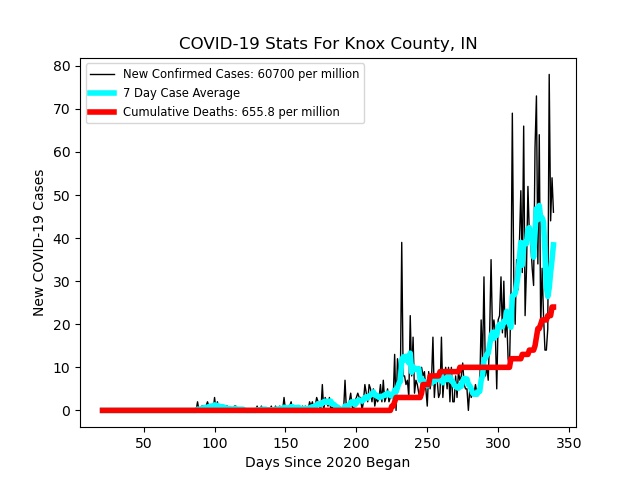 COVID-19 Stats For Knox County, IN
New Confirmed Cases: 60700 per million
7 Day Case Average
Cumulative Deaths: 655.8 per million
New COVID-19 Cases
80
70
60
50
40
30
20
10
0
50
100
150
200
250
300
350
Days Since 2020 Began